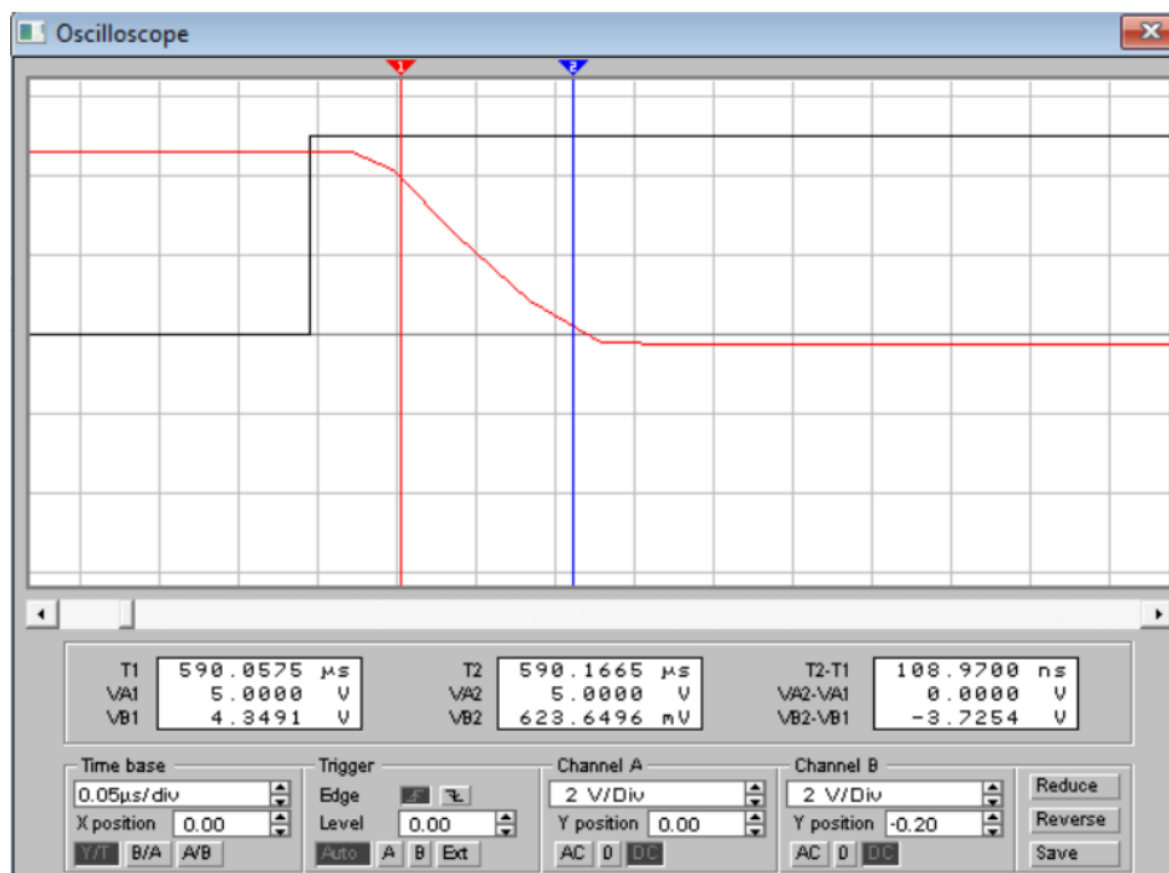 Oscilloscope
1 2
T1 590.0575 μs T2 590.1665 μs T2-T1 108.9700 ns
VA1 5.0000 V VA2 5.0000 V VA2-VA1 0.0000 V
VB1 4.3491 V VB2 623.6496 mV VB2-VB1 -3.7254 V
Time base Trigger Channel A Channel B
0.05μs/div Edge 2 V/Div 2 V/Div Reduce
X position 0.00 Level 0.00 Y position 0.00 Y position -0.20 Reverse
Y/T B/A A/B Auto A B Ext AC 0 DC AC 0 DC Save